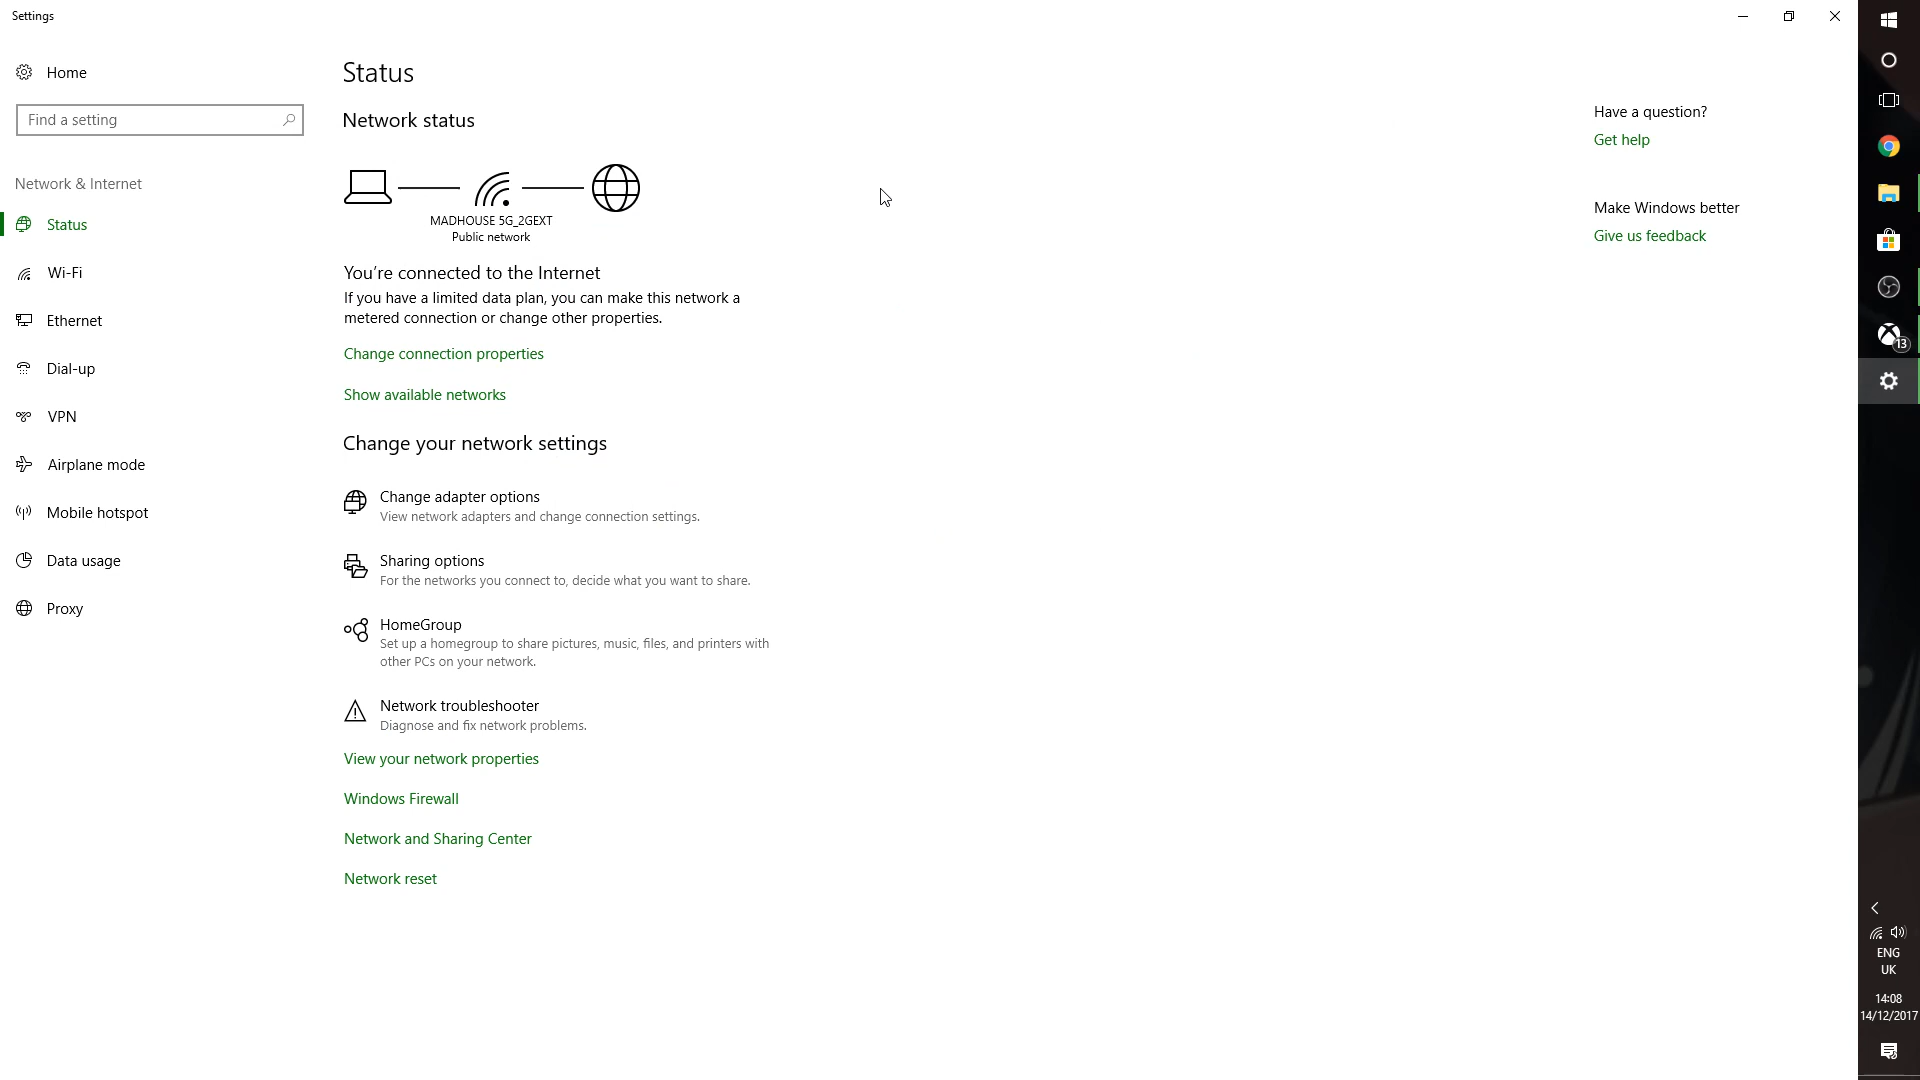 Settings
Home
Find a setting
Network & Internet
Status
Wi-Fi
Ethernet
Dial-up
VPN
Airplane mode
Mobile hotspot
Data usage
Proxy
Status
Network status
MADHOUSE 5G_2GEXT
Public network
You’re connected to the Internet
If you have a limited data plan, you can make this network a
metered connection or change other properties.
Change connection properties
Show available networks
Change your network settings
Change adapter options
View network adapters and change connection settings.
Sharing options
For the networks you connect to, decide what you want to share.
HomeGroup
Set up a homegroup to share pictures, music, files, and printers with
other PCs on your network.
Network troubleshooter
Diagnose and fix network problems.
View your network properties
Windows Firewall
Network and Sharing Center
Network reset
Have a question?
Get help
Make Windows better
Give us feedback
13
ENG
UK
14:08
14/12/2017